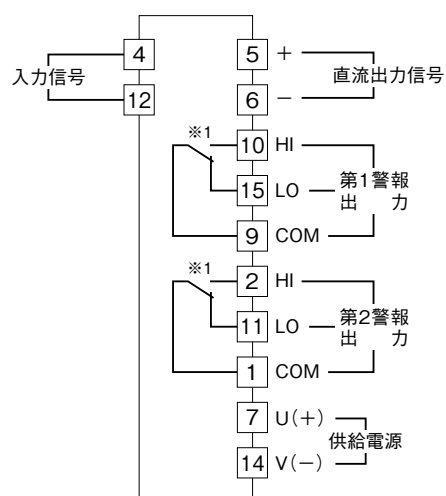 4
入力信号
12
5 +
直流出力信号
6 −
※1
10 HI
15 LO
第1警報
出 力
9 COM
※1
2 HI
11 LO
第2警報
出 力
1 COM
7 U(+)
供給電源
14 V(−)